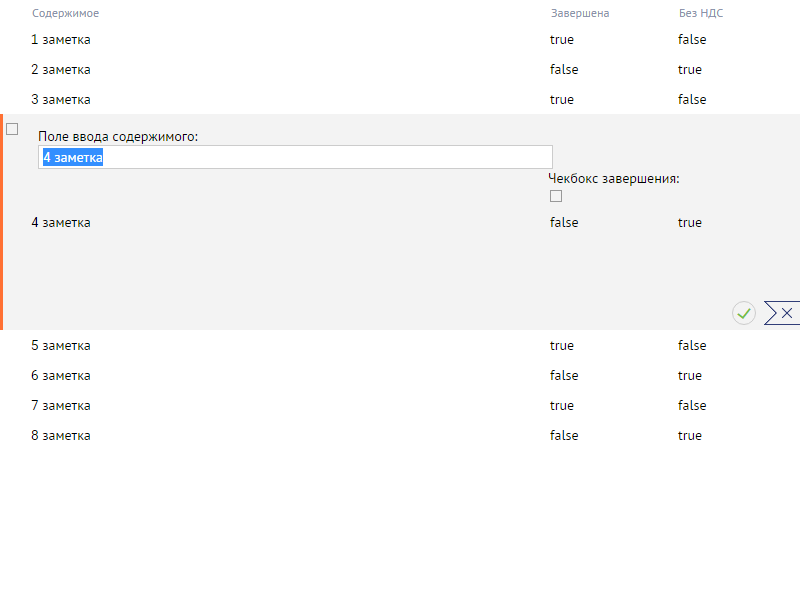 Содержимое Завершена Без НДС
1 заметка true false
2 заметка false true
3 заметка true false
Поле ввода содержимого:
4 заметка
Чекбокс завершения:
4 заметка false true
5 заметка true false
6 заметка false true
7 заметка true false
8 заметка false true